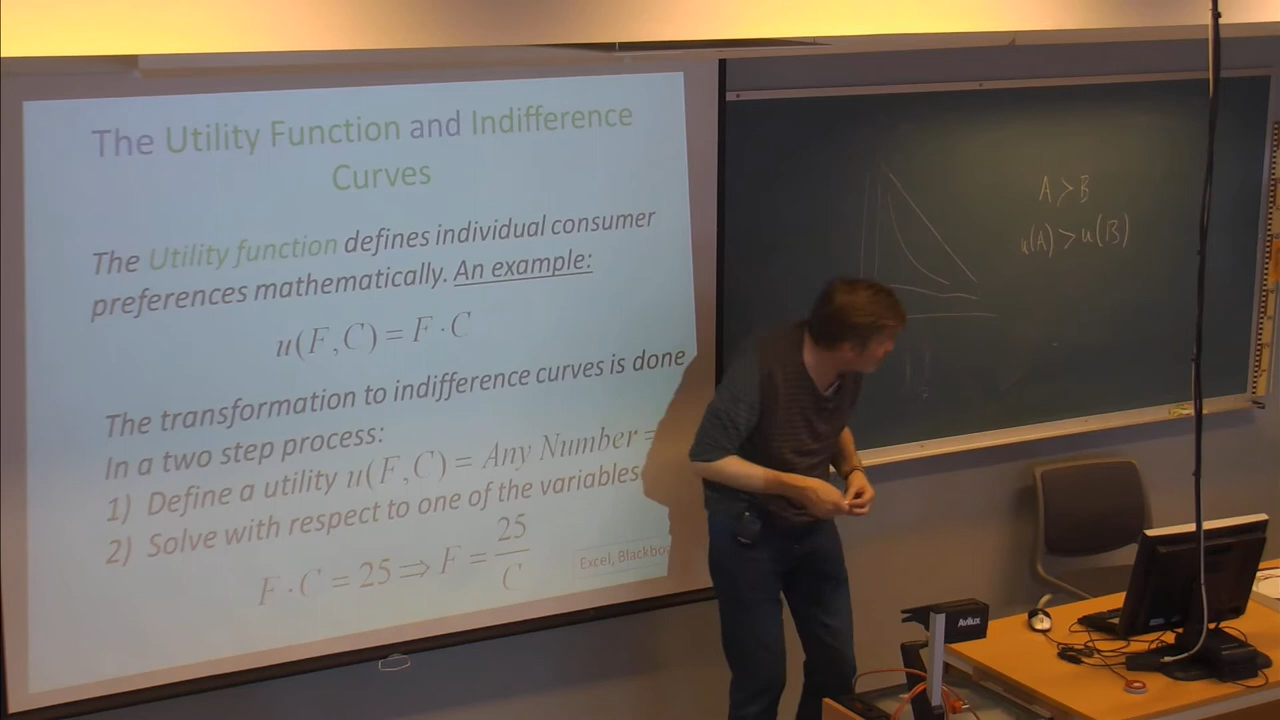 The Utility Function and Indifference
Curves
The Utility function defines individual consumer
preferences mathematically. An example:
u(F,C) = F · C
The transformation to indifference curves is done
In a two step process:
1) Define a utility u(F,C) = Any Number =
2) Solve with respect to one of the variables
F · C = 25 ⇒ F = 25/C
Excel, Blackbo
A > B
u(A) > u(B)
Avilux